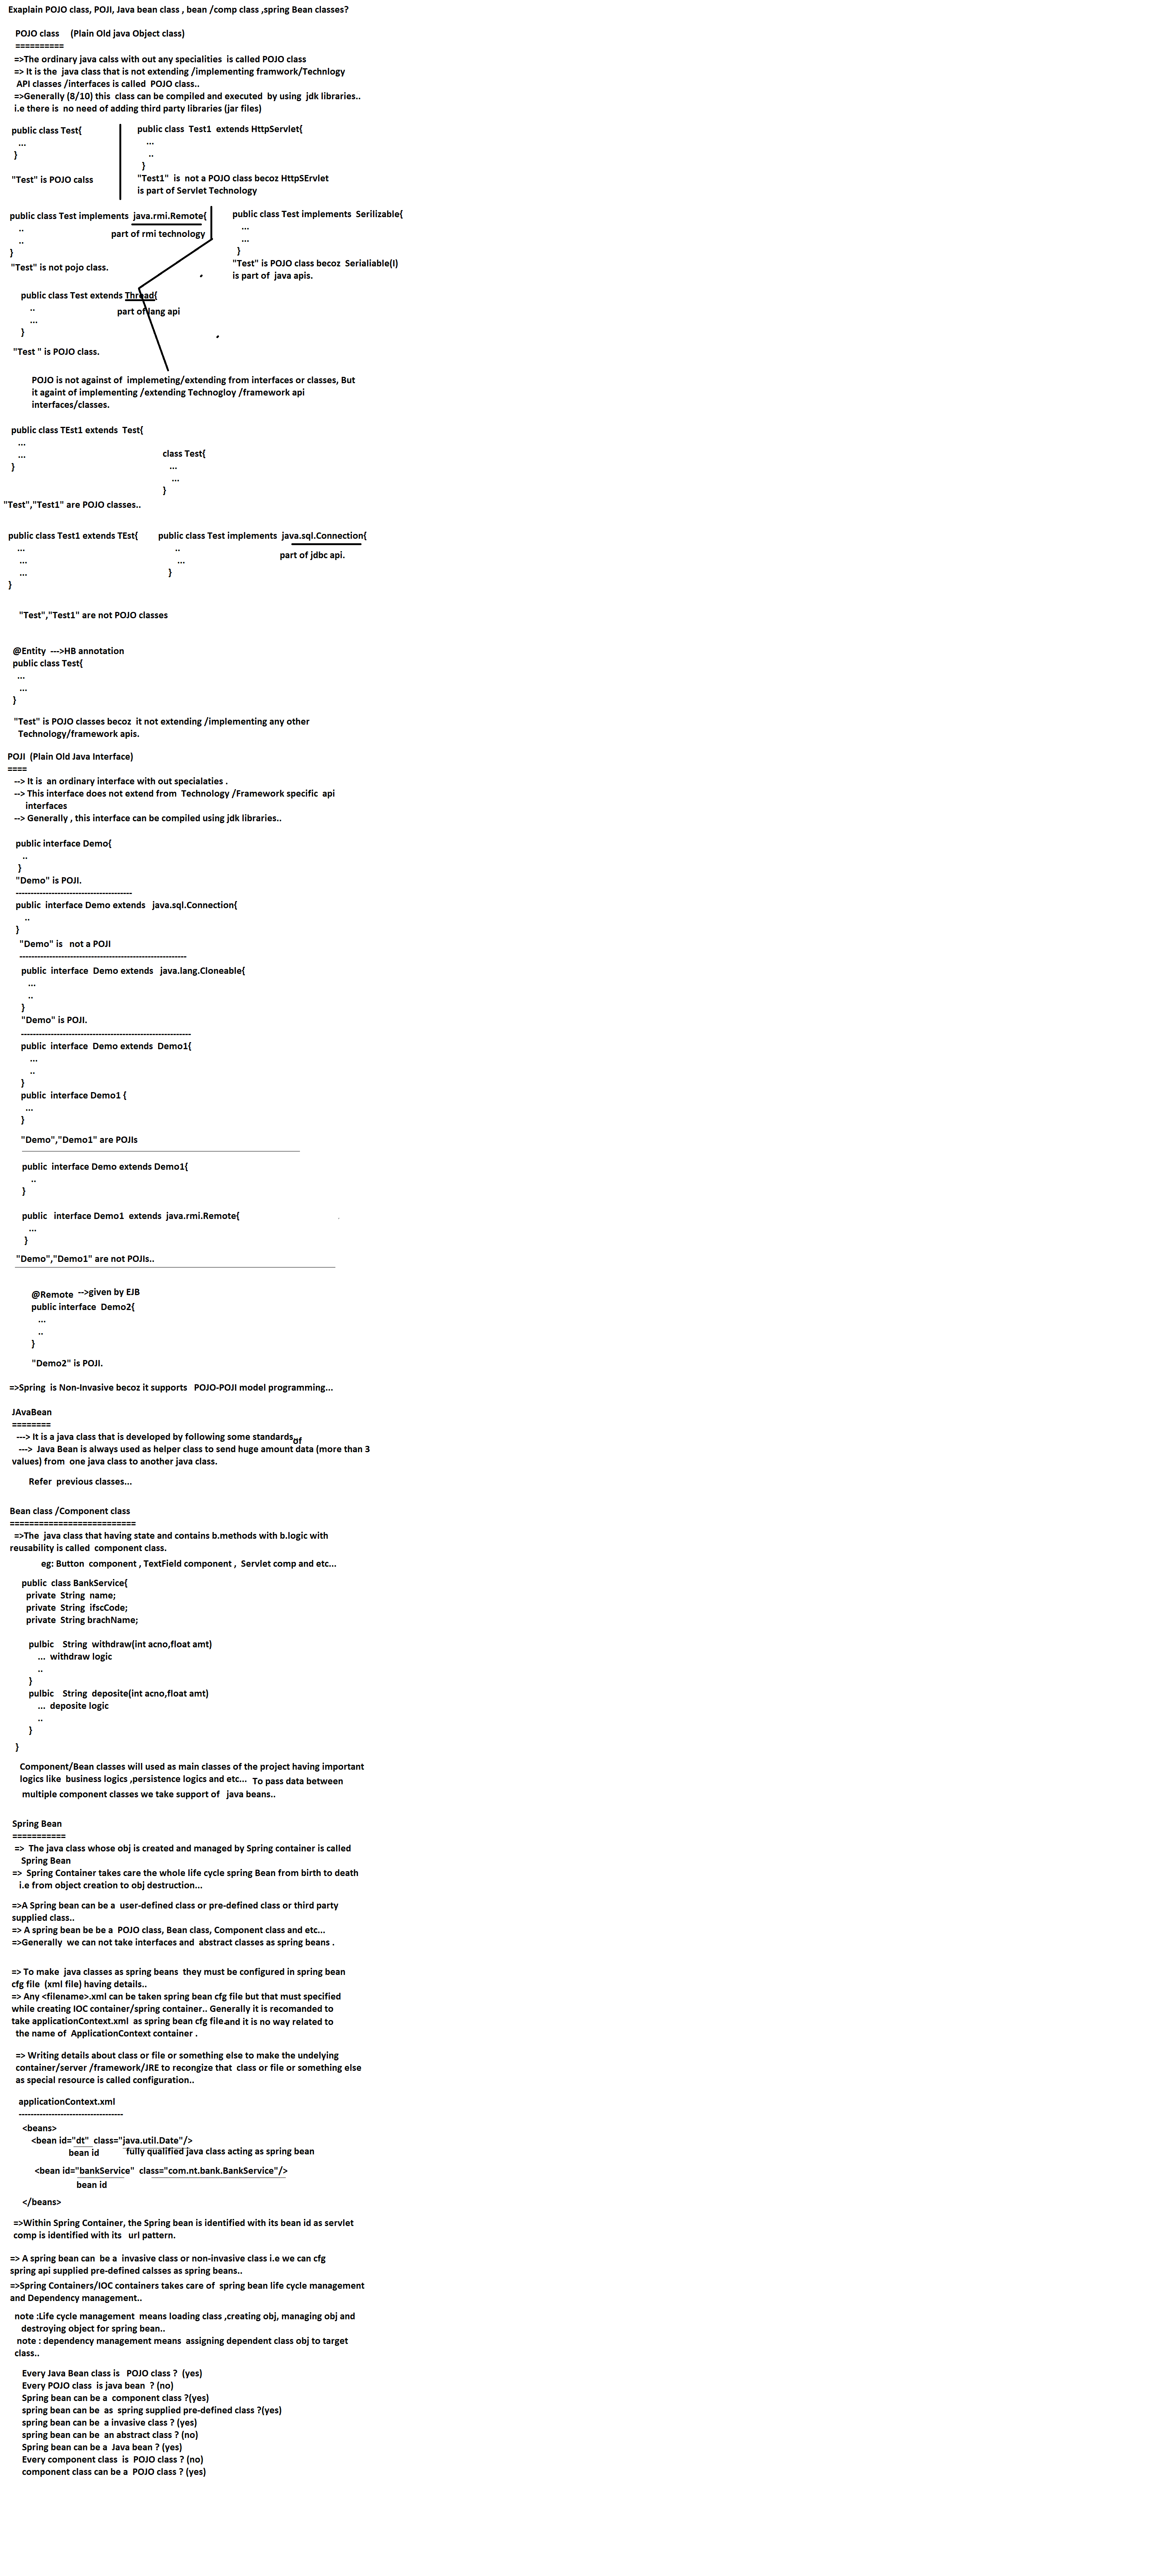 Exaplain POJO class, POJI, Java bean class , bean /comp class ,spring Bean classes?
POJO class (Plain Old java Object class)
==========
=>The ordinary java calss with out any specialities is called POJO class
=> It is the java class that is not extending /implementing framwork/Technlogy
API classes /interfaces is called POJO class..
=>Generally (8/10) this class can be compiled and executed by using jdk libraries..
i.e there is no need of adding third party libraries (jar files)
public class Test{
...
}
"Test" is POJO calss
public class Test1 extends HttpServlet{
...
..
}
"Test1" is not a POJO class becoz HttpSErvlet
is part of Servlet Technology
public class Test implements java.rmi.Remote{
..
part of rmi technology
..
}
"Test" is not pojo class.
public class Test implements Serilizable{
...
...
}
"Test" is POJO class becoz Serialiable(I)
is part of java apis.
public class Test extends Thread{
..
part of lang api
...
}
"Test " is POJO class.
POJO is not against of implemeting/extending from interfaces or classes, But
it againt of implementing /extending Technogloy /framework api
interfaces/classes.
public class TEst1 extends Test{
...
...
}
class Test{
...
...
}
"Test","Test1" are POJO classes..
public class Test1 extends TEst{
...
...
...
}
public class Test implements java.sql.Connection{
..
part of jdbc api.
...
}
"Test","Test1" are not POJO classes
@Entity --->HB annotation
public class Test{
...
...
}
"Test" is POJO classes becoz it not extending /implementing any other
Technology/framework apis.
POJI (Plain Old Java Interface)
====
--> It is an ordinary interface with out specialaties .
--> This interface does not extend from Technology /Framework specific api
interfaces
--> Generally , this interface can be compiled using jdk libraries..
public interface Demo{
..
}
"Demo" is POJI.
---------------------------------------
public interface Demo extends java.sql.Connection{
..
}
"Demo" is not a POJI
--------------------------------------------------------
public interface Demo extends java.lang.Cloneable{
...
..
}
"Demo" is POJI.
---------------------------------------------------------
public interface Demo extends Demo1{
...
..
}
public interface Demo1 {
...
}
"Demo","Demo1" are POJIs
public interface Demo extends Demo1{
..
}
public interface Demo1 extends java.rmi.Remote{
...
}
"Demo","Demo1" are not POJIs..
@Remote -->given by EJB
public interface Demo2{
...
..
}
"Demo2" is POJI.
=>Spring is Non-Invasive becoz it supports POJO-POJI model programming...
JAvaBean
========
---> It is a java class that is developed by following some standards..
---> Java Bean is always used as helper class to send huge amount of data (more than 3
values) from one java class to another java class.
Refer previous classes...
Bean class /Component class
==========================
=>The java class that having state and contains b.methods with b.logic with
reusability is called component class.
eg: Button component , TextField component , Servlet comp and etc...
public class BankService{
private String name;
private String ifscCode;
private String brachName;
pulbic String withdraw(int acno,float amt)
... withdraw logic
..
}
pulbic String deposite(int acno,float amt)
... deposite logic
..
}
}
Component/Bean classes will used as main classes of the project having important
logics like business logics ,persistence logics and etc... To pass data between
multiple component classes we take support of java beans..
Spring Bean
===========
=> The java class whose obj is created and managed by Spring container is called
Spring Bean
=> Spring Container takes care the whole life cycle spring Bean from birth to death
i.e from object creation to obj destruction...
=>A Spring bean can be a user-defined class or pre-defined class or third party
supplied class..
=> A spring bean be be a POJO class, Bean class, Component class and etc...
=>Generally we can not take interfaces and abstract classes as spring beans .
=> To make java classes as spring beans they must be configured in spring bean
cfg file (xml file) having details..
=> Any <filename>.xml can be taken spring bean cfg file but that must specified
while creating IOC container/spring container.. Generally it is recomanded to
take applicationContext.xml as spring bean cfg file and it is no way related to
the name of ApplicationContext container .
=> Writing details about class or file or something else to make the undelying
container/server /framework/JRE to recongize that class or file or something else
as special resource is called configuration..
applicationContext.xml
-----------------------------------
<beans>
<bean id="dt" class="java.util.Date"/>
bean id fully qualified java class acting as spring bean
<bean id="bankService" class="com.nt.bank.BankService"/>
bean id
</beans>
=>Within Spring Container, the Spring bean is identified with its bean id as servlet
comp is identified with its url pattern.
=> A spring bean can be a invasive class or non-invasive class i.e we can cfg
spring api supplied pre-defined calsses as spring beans..
=>Spring Containers/IOC containers takes care of spring bean life cycle management
and Dependency management..
note :Life cycle management means loading class ,creating obj, managing obj and
destroying object for spring bean..
note : dependency management means assigning dependent class obj to target
class..
Every Java Bean class is POJO class ? (yes)
Every POJO class is java bean ? (no)
Spring bean can be a component class ?(yes)
spring bean can be as spring supplied pre-defined class ?(yes)
spring bean can be a invasive class ? (yes)
spring bean can be an abstract class ? (no)
Spring bean can be a Java bean ? (yes)
Every component class is POJO class ? (no)
component class can be a POJO class ? (yes)